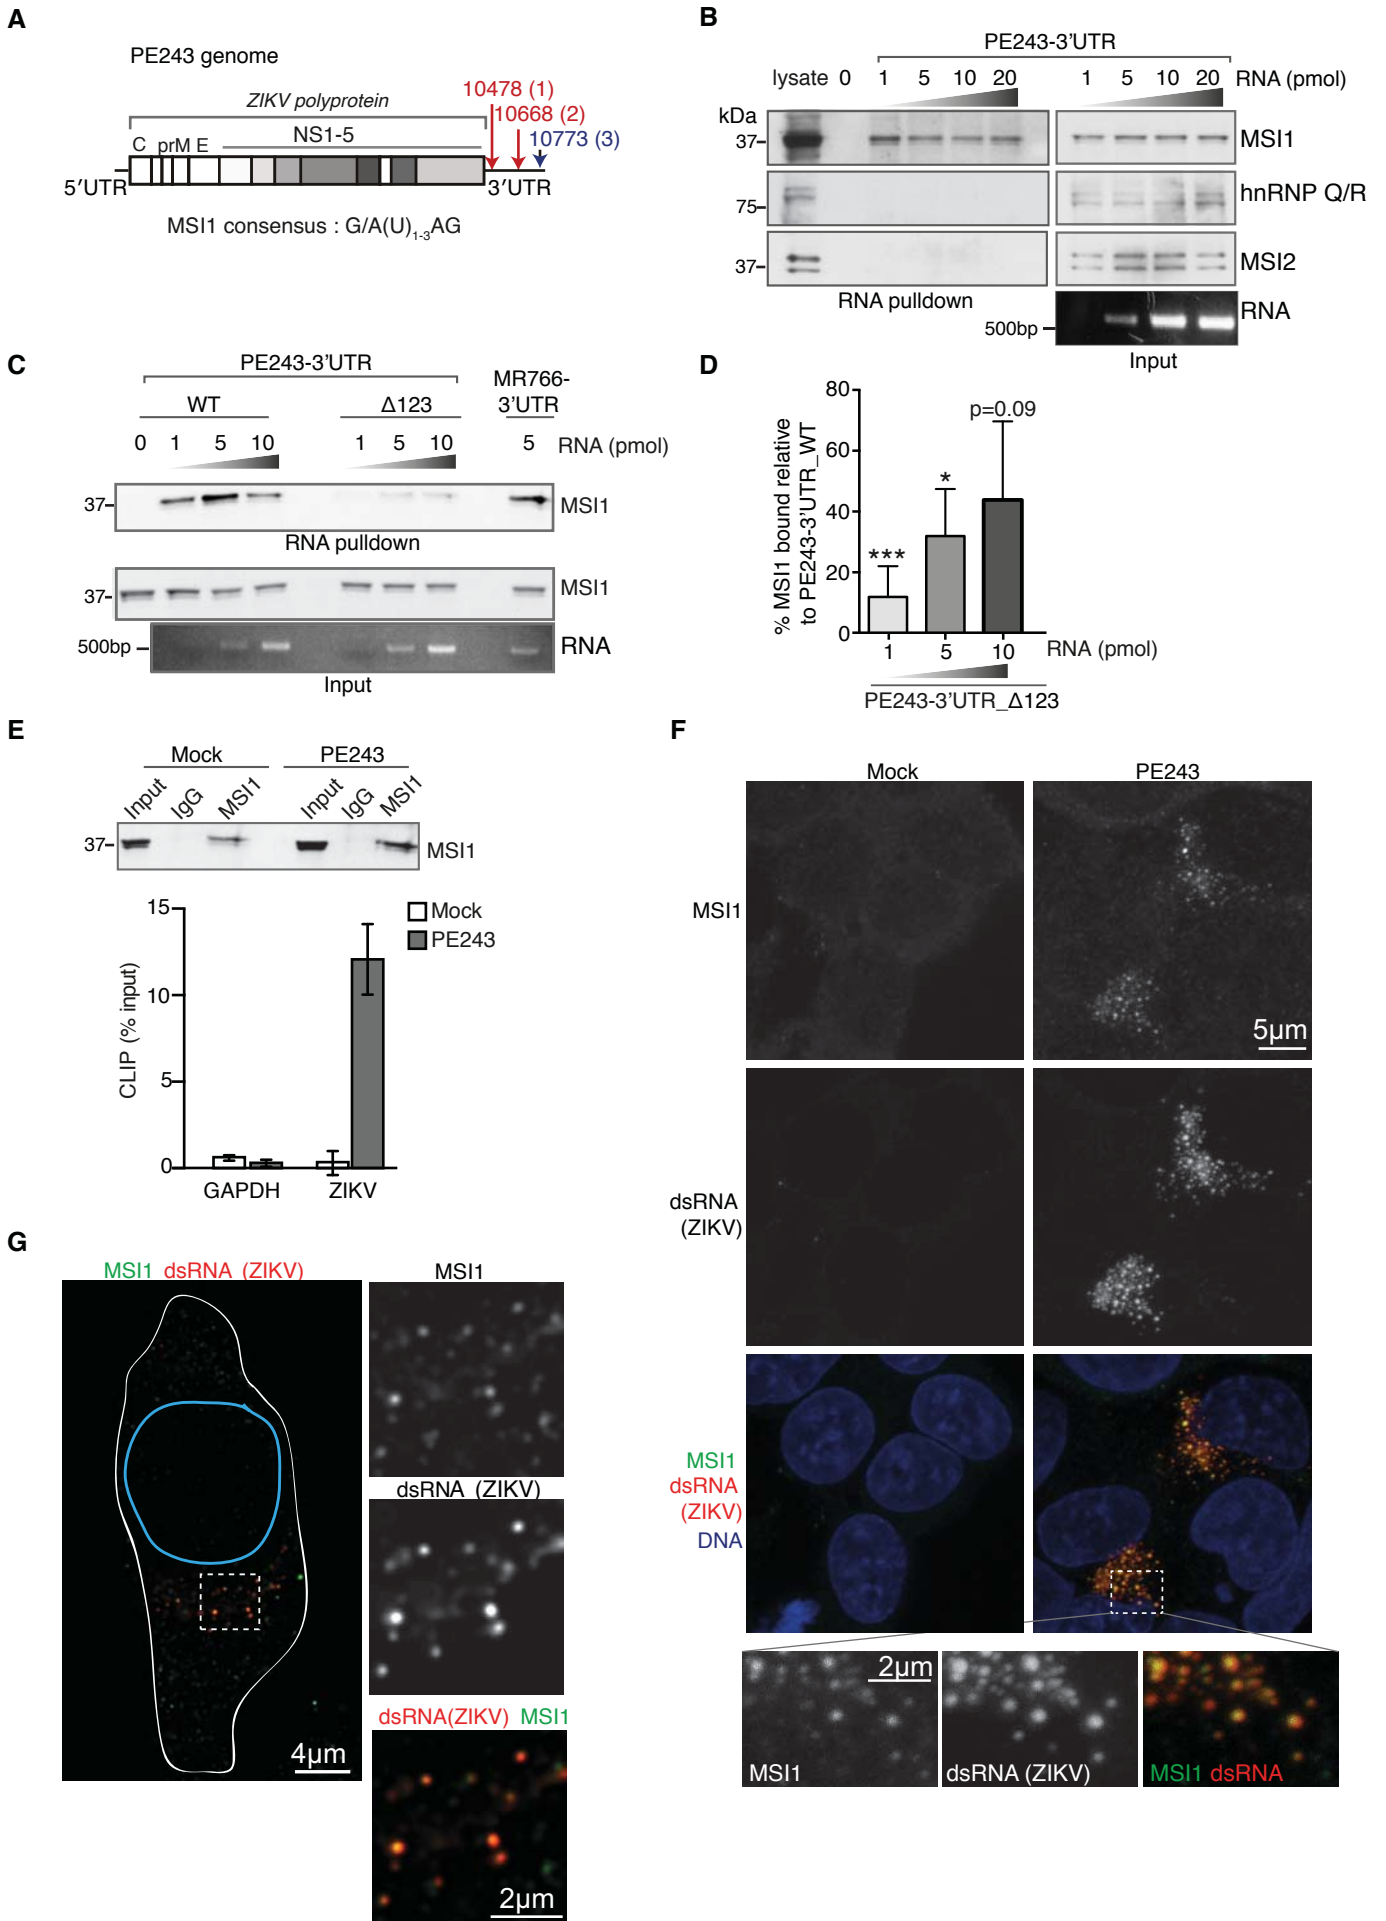 A
PE243 genome
10478 (1)
ZIKV polyprotein
10668 (2)
NS1-5
10773 (3)
C prM E
5'UTR
3'UTR
MSI1 consensus : G/A(U)1-3AG
B
PE243-3'UTR
lysate 0 1 5 10 20 1 5 10 20 RNA (pmol)
kDa
37
MSI1
75
hnRNP Q/R
37
MSI2
RNA pulldown
500bp
RNA
Input
C
PE243-3'UTR
MR766-
3'UTR
WT Δ123
0 1 5 10 1 5 10 5 RNA (pmol)
37
MSI1
RNA pulldown
37
MSI1
500bp
RNA
Input
D
% MSI1 bound relative
to PE243-3'UTR_WT
80
60
40
20
0
***
*
p=0.09
1 5 10 RNA (pmol)
PE243-3'UTR_Δ123
E
Mock PE243
Input IgG MSI1 Input IgG MSI1
37
MSI1
CLIP (% input)
15
10
5
0
Mock
PE243
GAPDH ZIKV
F
Mock PE243
MSI1
5µm
dsRNA
(ZIKV)
MSI1
dsRNA
(ZIKV)
DNA
2µm
MSI1
dsRNA (ZIKV)
MSI1 dsRNA
G
MSI1 dsRNA (ZIKV)
MSI1
dsRNA (ZIKV)
4µm
dsRNA(ZIKV) MSI1
2µm